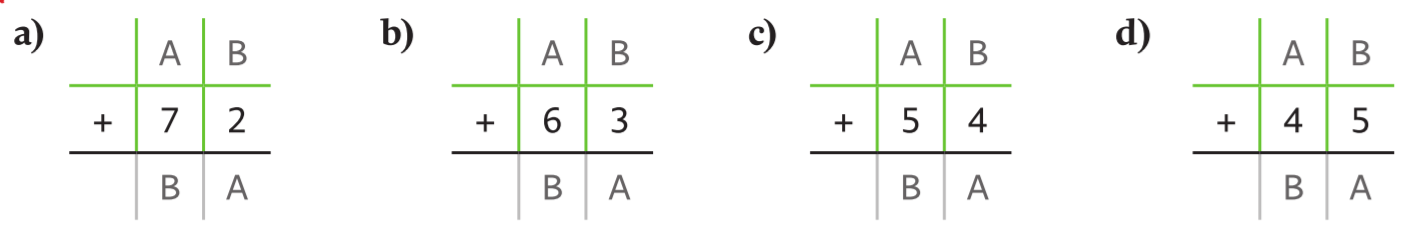 a) b) c) d)
A B A B A B A B
+ 7 2 + 6 3 + 5 4 + 4 5
B A B A B A B A